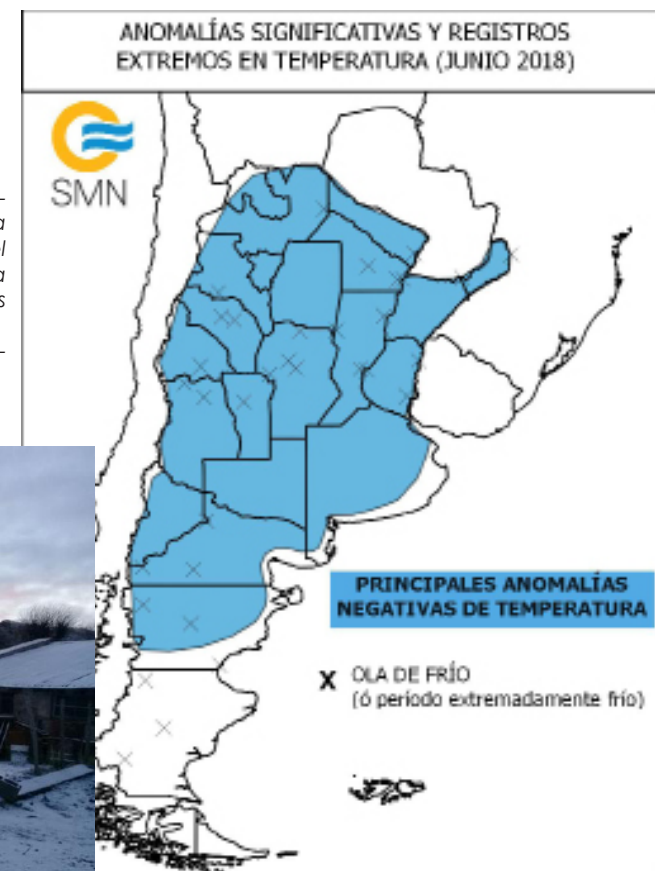 ANOMALÍAS SIGNIFICATIVAS Y REGISTROS
EXTREMOS EN TEMPERATURA (JUNIO 2018)
SMN
a
a
s
PRINCIPALES ANOMALÍAS
NEGATIVAS DE TEMPERATURA
X OLA DE FRÍO
(ó período extremadamente frío)